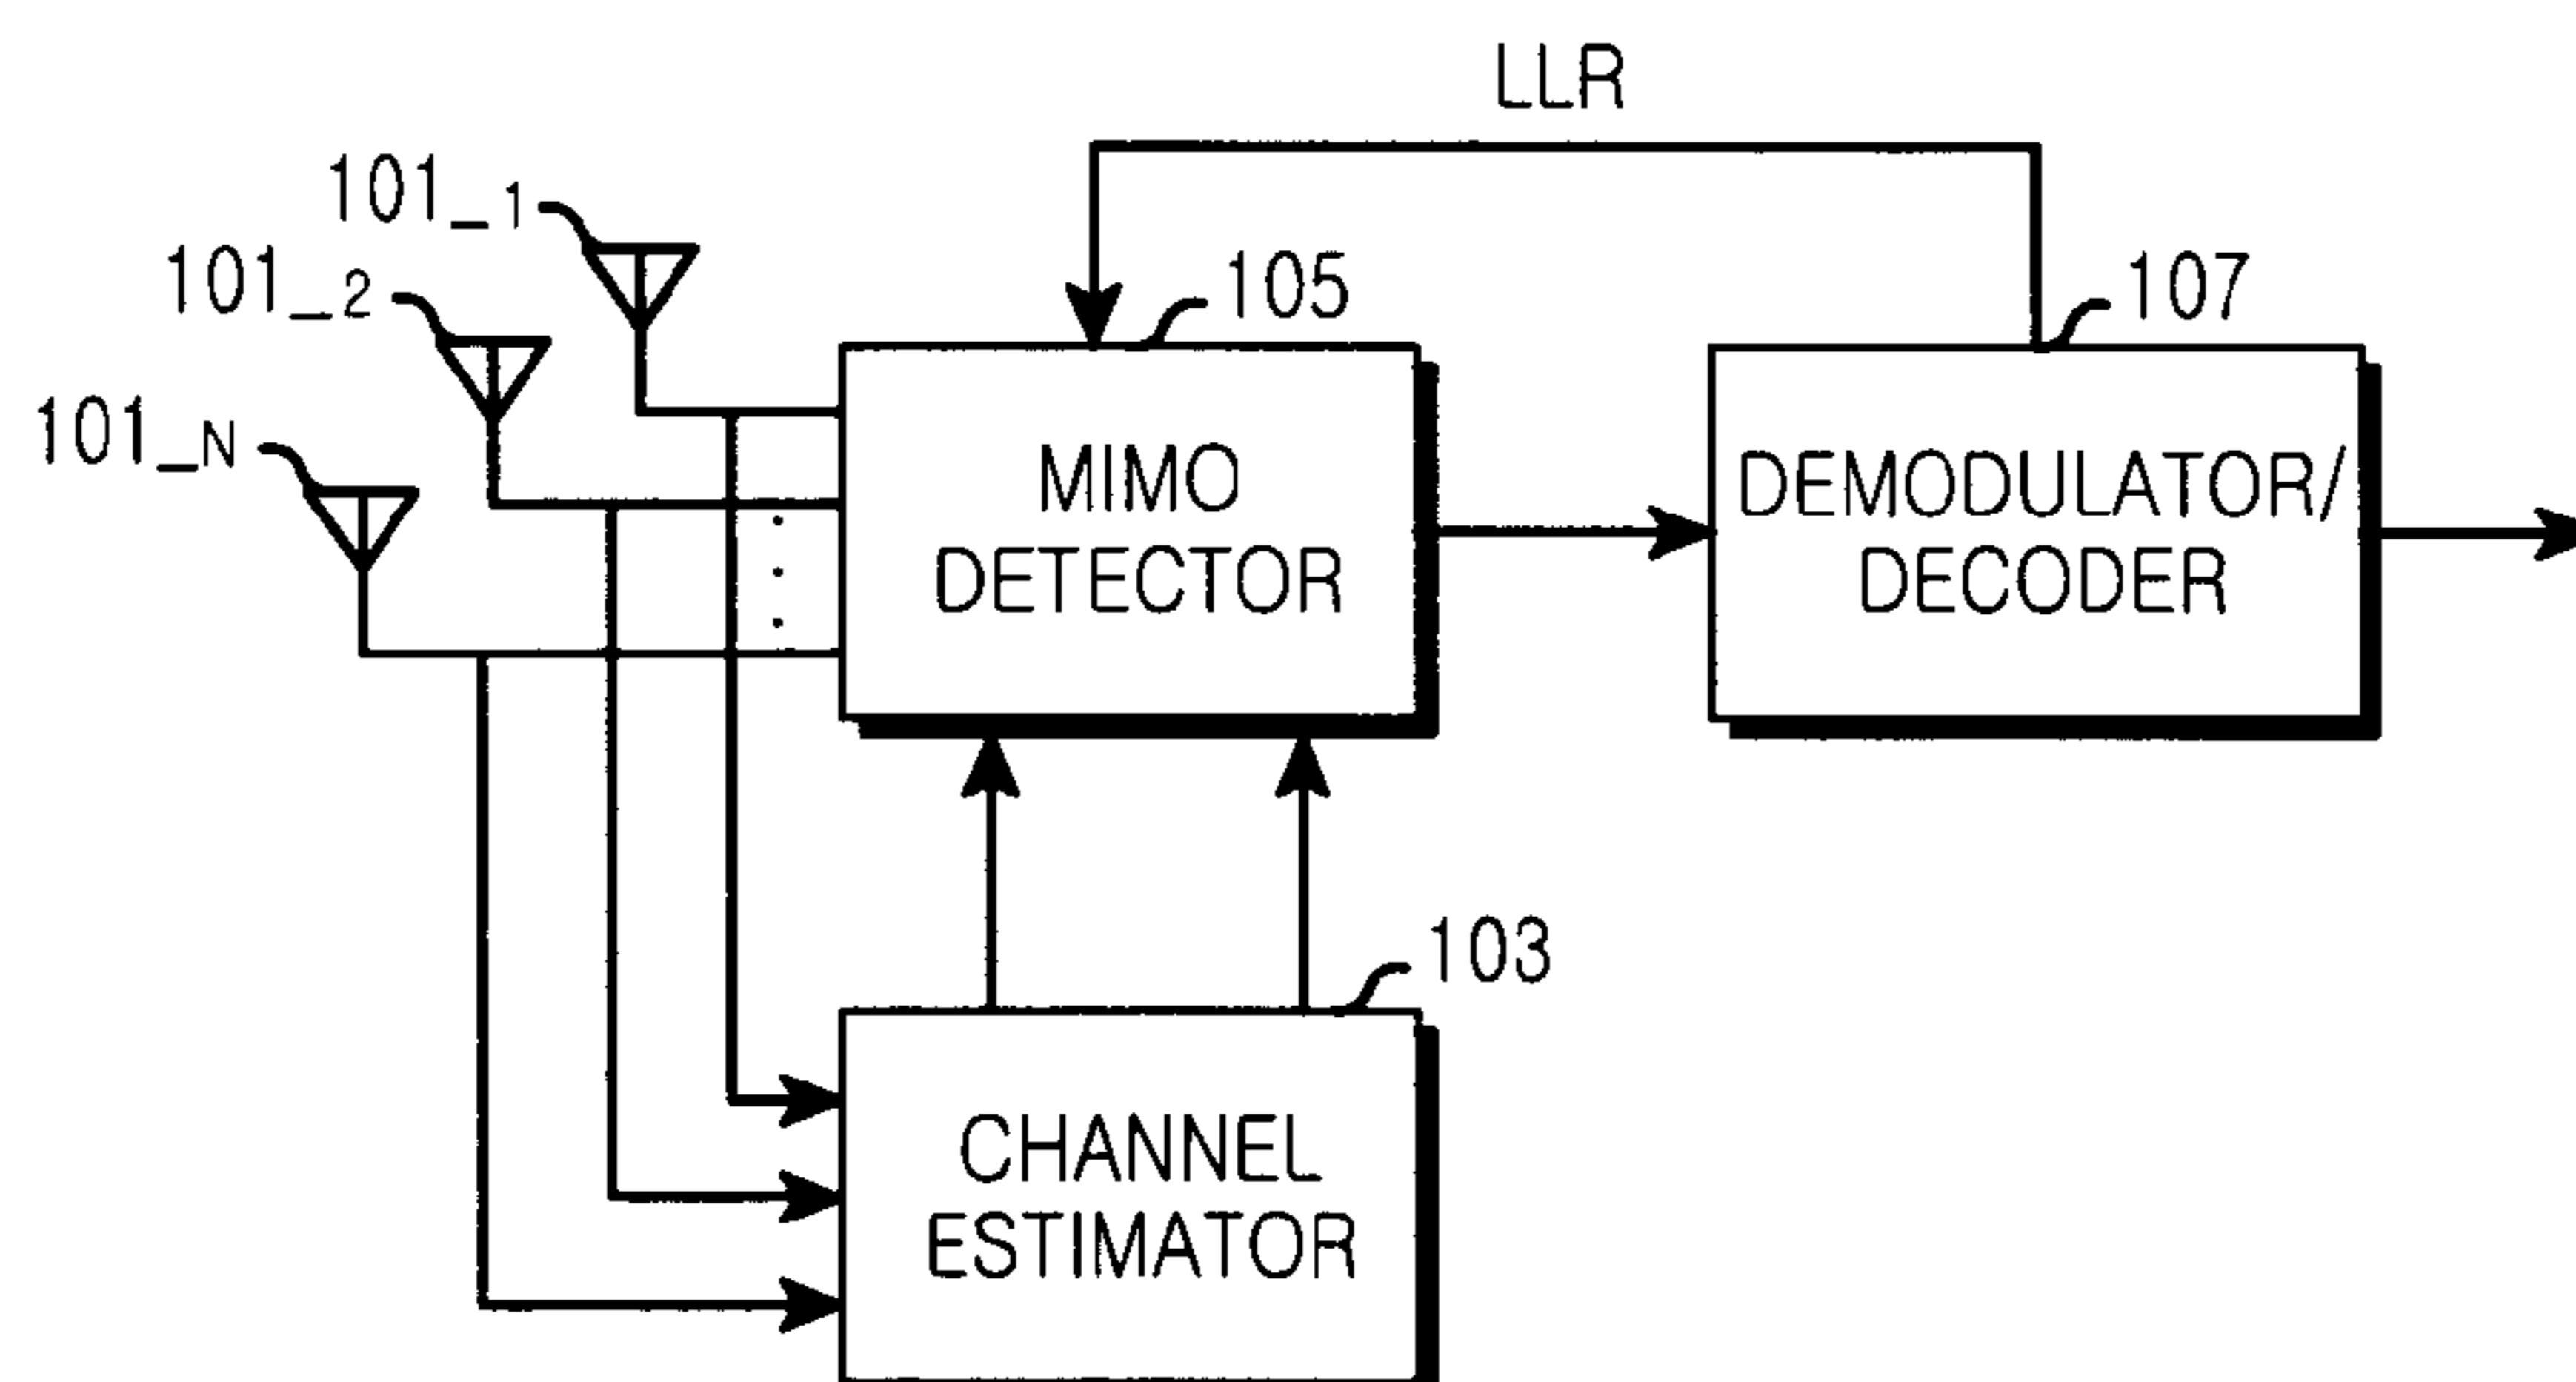 LLR
101_1
101_2
101_N
105
107
MIMO
DETECTOR
DEMODULATOR/
DECODER
103
CHANNEL
ESTIMATOR